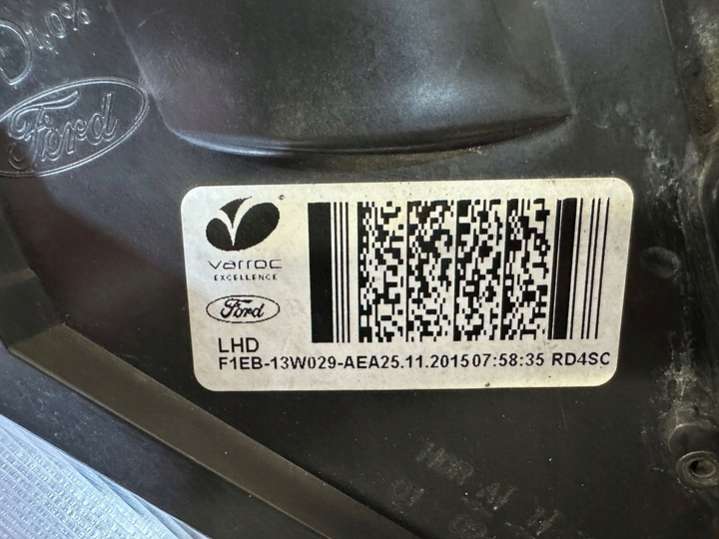 Ford
varroc
EXCELLENCE
Ford
LHD
F1EB-13W029-AEA25.11.2015 07:58:35 RD4SC